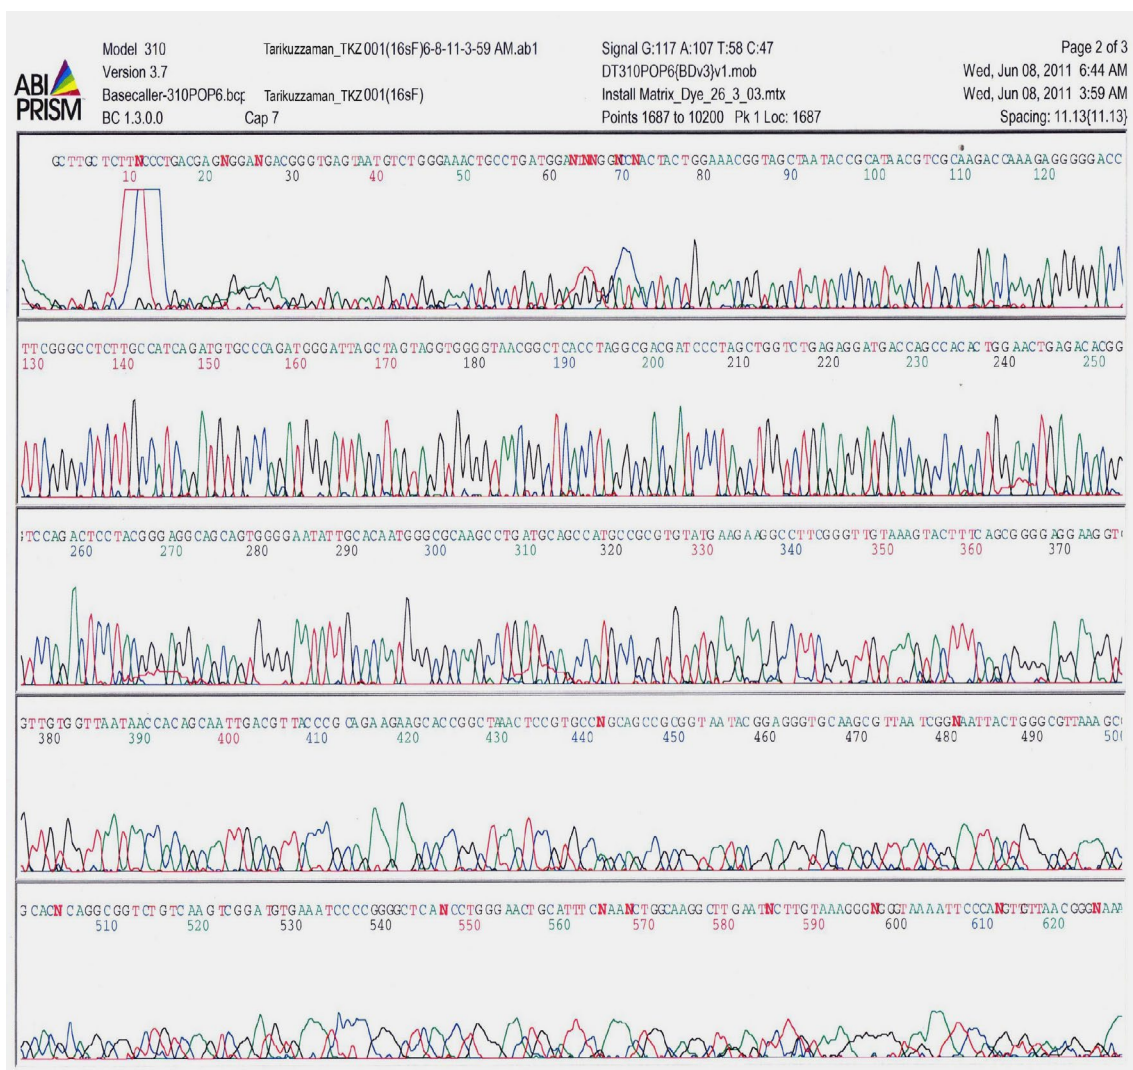 ABI PRISM
Model 310
Version 3.7
Basecaller-310POP6.bcp
BC 1.3.0.0
Tarikuzzaman_TKZ001(16sF)6-8-11-3-59 AM.ab1
Tarikuzzaman_TKZ001(16sF)
Cap 7
Signal G:117 A:107 T:58 C:47
DT310POP6{BDv3}v1.mob
Install Matrix_Dye_26_3_03.mtx
Points 1687 to 10200 Pk 1 Loc: 1687
Page 2 of 3
Wed, Jun 08, 2011 6:44 AM
Wed, Jun 08, 2011 3:59 AM
Spacing: 11.13{11.13}
GCTTGCTCTTNCCCTGACGAGNGGANGACGGGTGAGTAATGTCTGGGAAACTGCCTGATGGANNNNGGNCCNACTACTGGAAACGGTAGCTAATACCGCATAACGTCGCAAGACCAAAGAGGGGGACC
10 20 30 40 50 60 70 80 90 100 110 120
TTCGGGCCTCTTGCCATCAGATGTGCCCAGATGGGATTAGCTAGTAGGTGGGGTAACGGCTCACCTAGGCGACGATCCCTAGCTGGTCTGAGAGGATGACCAGCCACACTGGAACTGAGACACGG
130 140 150 160 170 180 190 200 210 220 230 240 250
TCCAGACTCCTACGGGAGGCAGCAGTGGGGAATATTGCACAATGGGCGCAAGCCTGATGCAGCCATGCCGCGTGTATGAAGAAGGCCTTCGGGTTGTAAAGTACTTTCAGCGGGGAGGAAGGT
260 270 280 290 300 310 320 330 340 350 360 370
GTTGTGGTTAATAACCACAGCAATTGACGTTACCCGCAGAAGAAGCACCGGCTAAACTCCGTGCCNGCAGCCGCGGTAATACGGAGGGTGCAAGCGTTAATCGGNAATTACTGGGCGTTAAAGC
380 390 400 410 420 430 440 450 460 470 480 490 500
GCACNCAGGCGGTCTGTCAAGTCGGATGTGAAATCCCCGGGGCTCANCCTGGGAACTGCATTTCNAANCTGGCAAGGCTTGAATNCTTGTAAAGGGNGGGTAAAATTCCCANGTGTTAACGGGNAAA
510 520 530 540 550 560 570 580 590 600 610 620